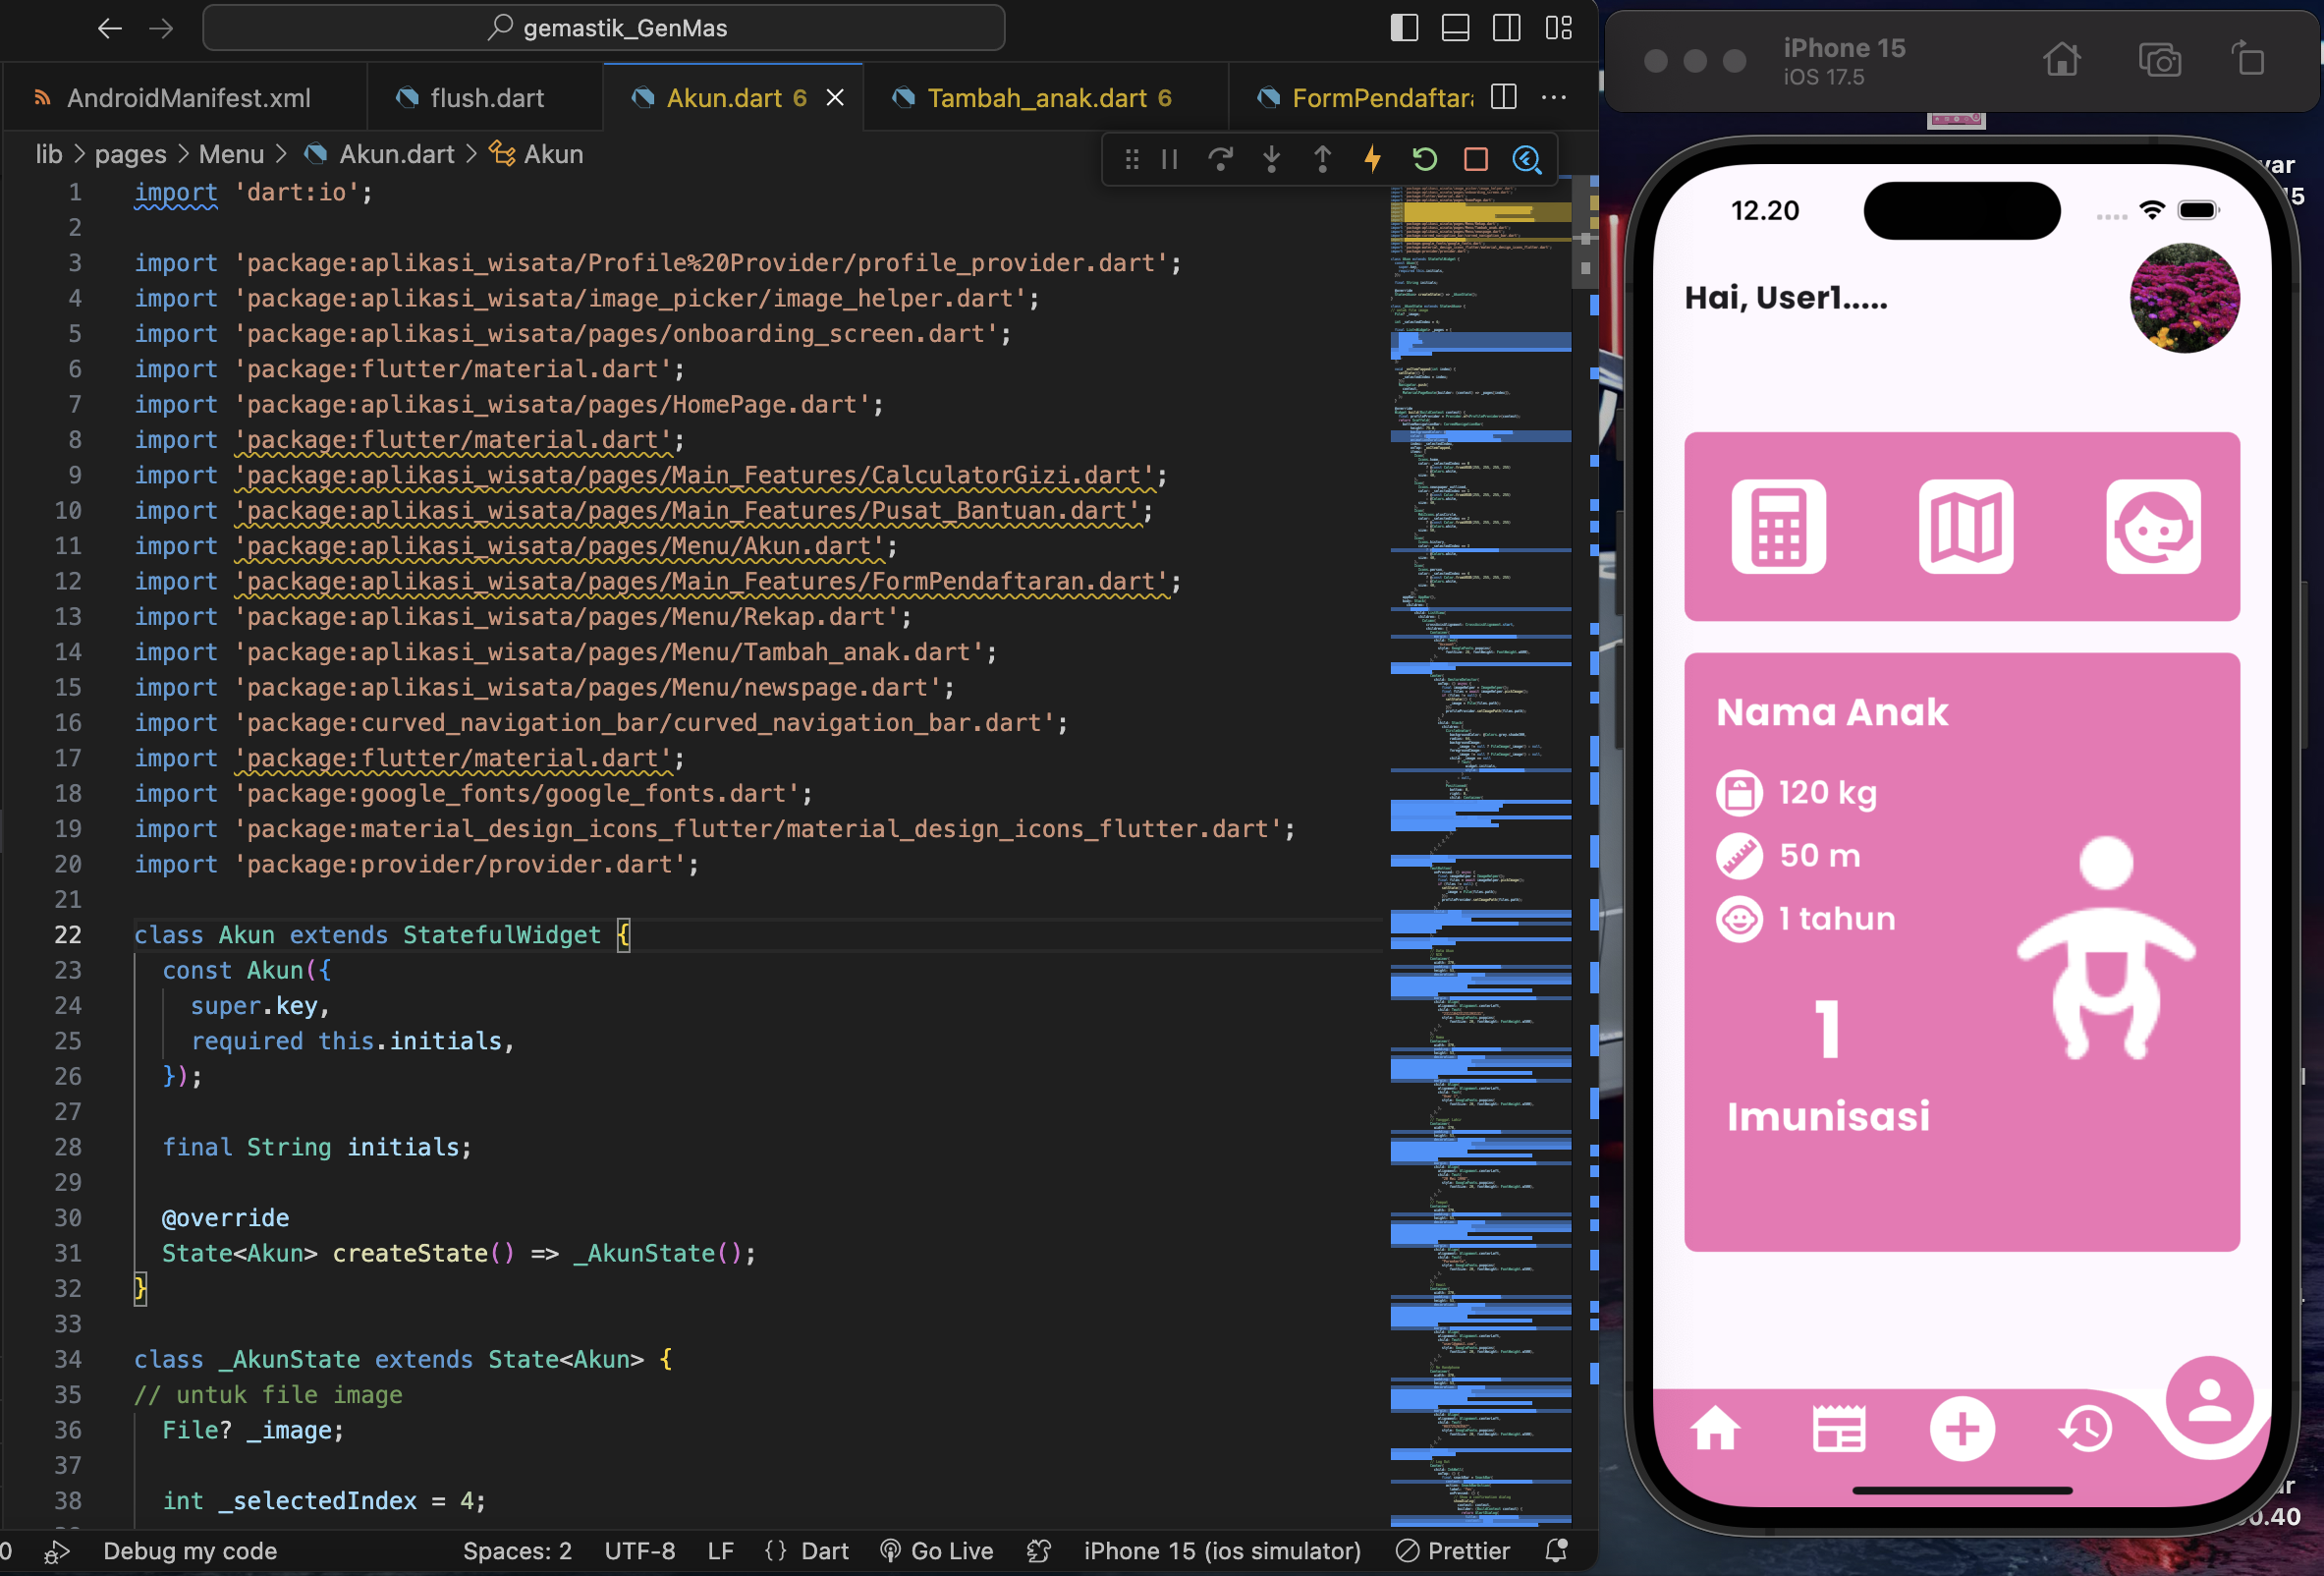 gemastik_GenMas
AndroidManifest.xml
flush.dart
Akun.dart 6
Tambah_anak.dart 6
FormPendaftara
lib > pages > Menu > Akun.dart > Akun
1 import 'dart:io';
2
3 import 'package:aplikasi_wisata/Profile%20Provider/profile_provider.dart';
4 import 'package:aplikasi_wisata/image_picker/image_helper.dart';
5 import 'package:aplikasi_wisata/pages/onboarding_screen.dart';
6 import 'package:flutter/material.dart';
7 import 'package:aplikasi_wisata/pages/HomePage.dart';
8 import 'package:flutter/material.dart';
9 import 'package:aplikasi_wisata/pages/Main_Features/CalculatorGizi.dart';
10 import 'package:aplikasi_wisata/pages/Main_Features/Pusat_Bantuan.dart';
11 import 'package:aplikasi_wisata/pages/Menu/Akun.dart';
12 import 'package:aplikasi_wisata/pages/Main_Features/FormPendaftaran.dart';
13 import 'package:aplikasi_wisata/pages/Menu/Rekap.dart';
14 import 'package:aplikasi_wisata/pages/Menu/Tambah_anak.dart';
15 import 'package:aplikasi_wisata/pages/Menu/newspage.dart';
16 import 'package:curved_navigation_bar/curved_navigation_bar.dart';
17 import 'package:flutter/material.dart';
18 import 'package:google_fonts/google_fonts.dart';
19 import 'package:material_design_icons_flutter/material_design_icons_flutter.dart';
20 import 'package:provider/provider.dart';
21
22 class Akun extends StatefulWidget {
23 const Akun({
24 super.key,
25 required this.initials,
26 });
27
28 final String initials;
29
30 @override
31 State<Akun> createState() => _AkunState();
32 }
33
34 class _AkunState extends State<Akun> {
35 // untuk file image
36 File? _image;
37
38 int _selectedIndex = 4;
0 Debug my code Spaces: 2 UTF-8 LF {} Dart Go Live iPhone 15 (ios simulator) Prettier
iPhone 15
iOS 17.5
12.20
Hai, User1.....
Nama Anak
120 kg
50 m
1 tahun
1
Imunisasi